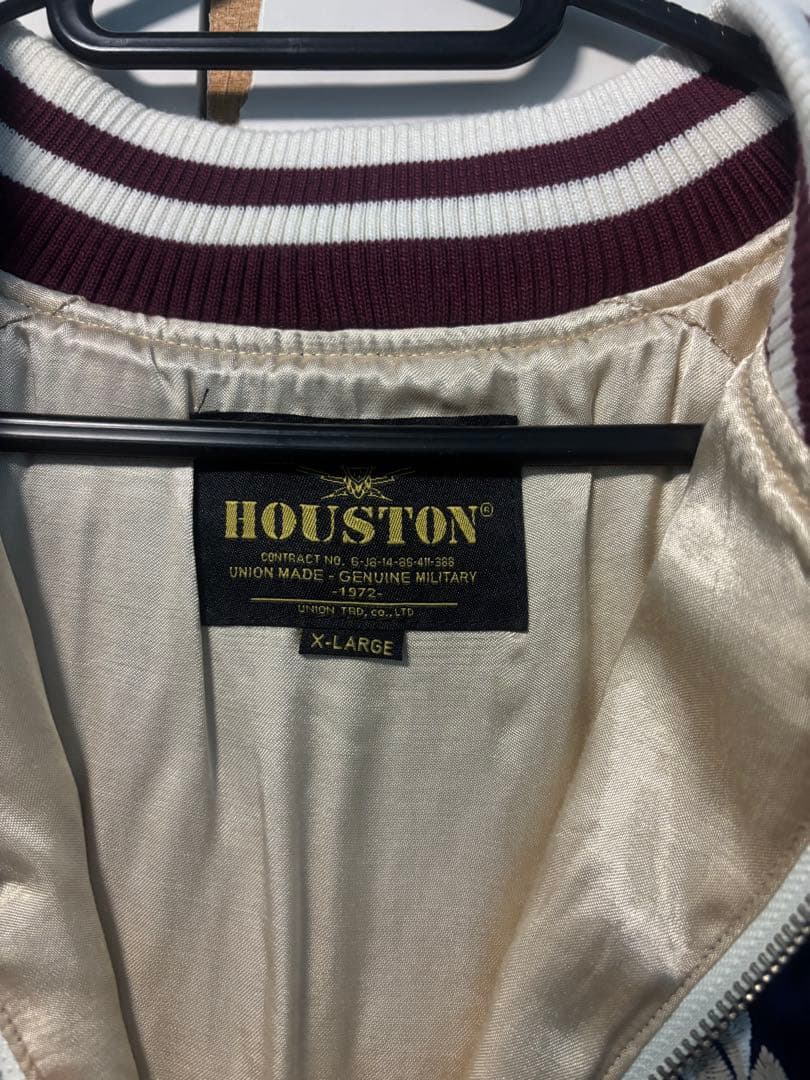 HOUSTON®
CONTRACT NO. 6-J8-14-86-411-388
UNION MADE - GENUINE MILITARY
-1972-
UNION TRD, CO., LTD
X-LARGE